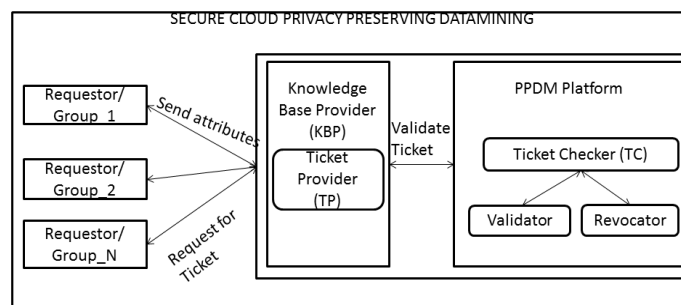 SECURE CLOUD PRIVACY PRESERVING DATAMINING
Requestor/
Group_1
Requestor/
Group_2
Requestor/
Group_N
Send attributes
Request for
Ticket
Knowledge
Base Provider
(KBP)
Ticket
Provider
(TP)
Validate
Ticket
PPDM Platform
Ticket Checker (TC)
Validator
Revocator